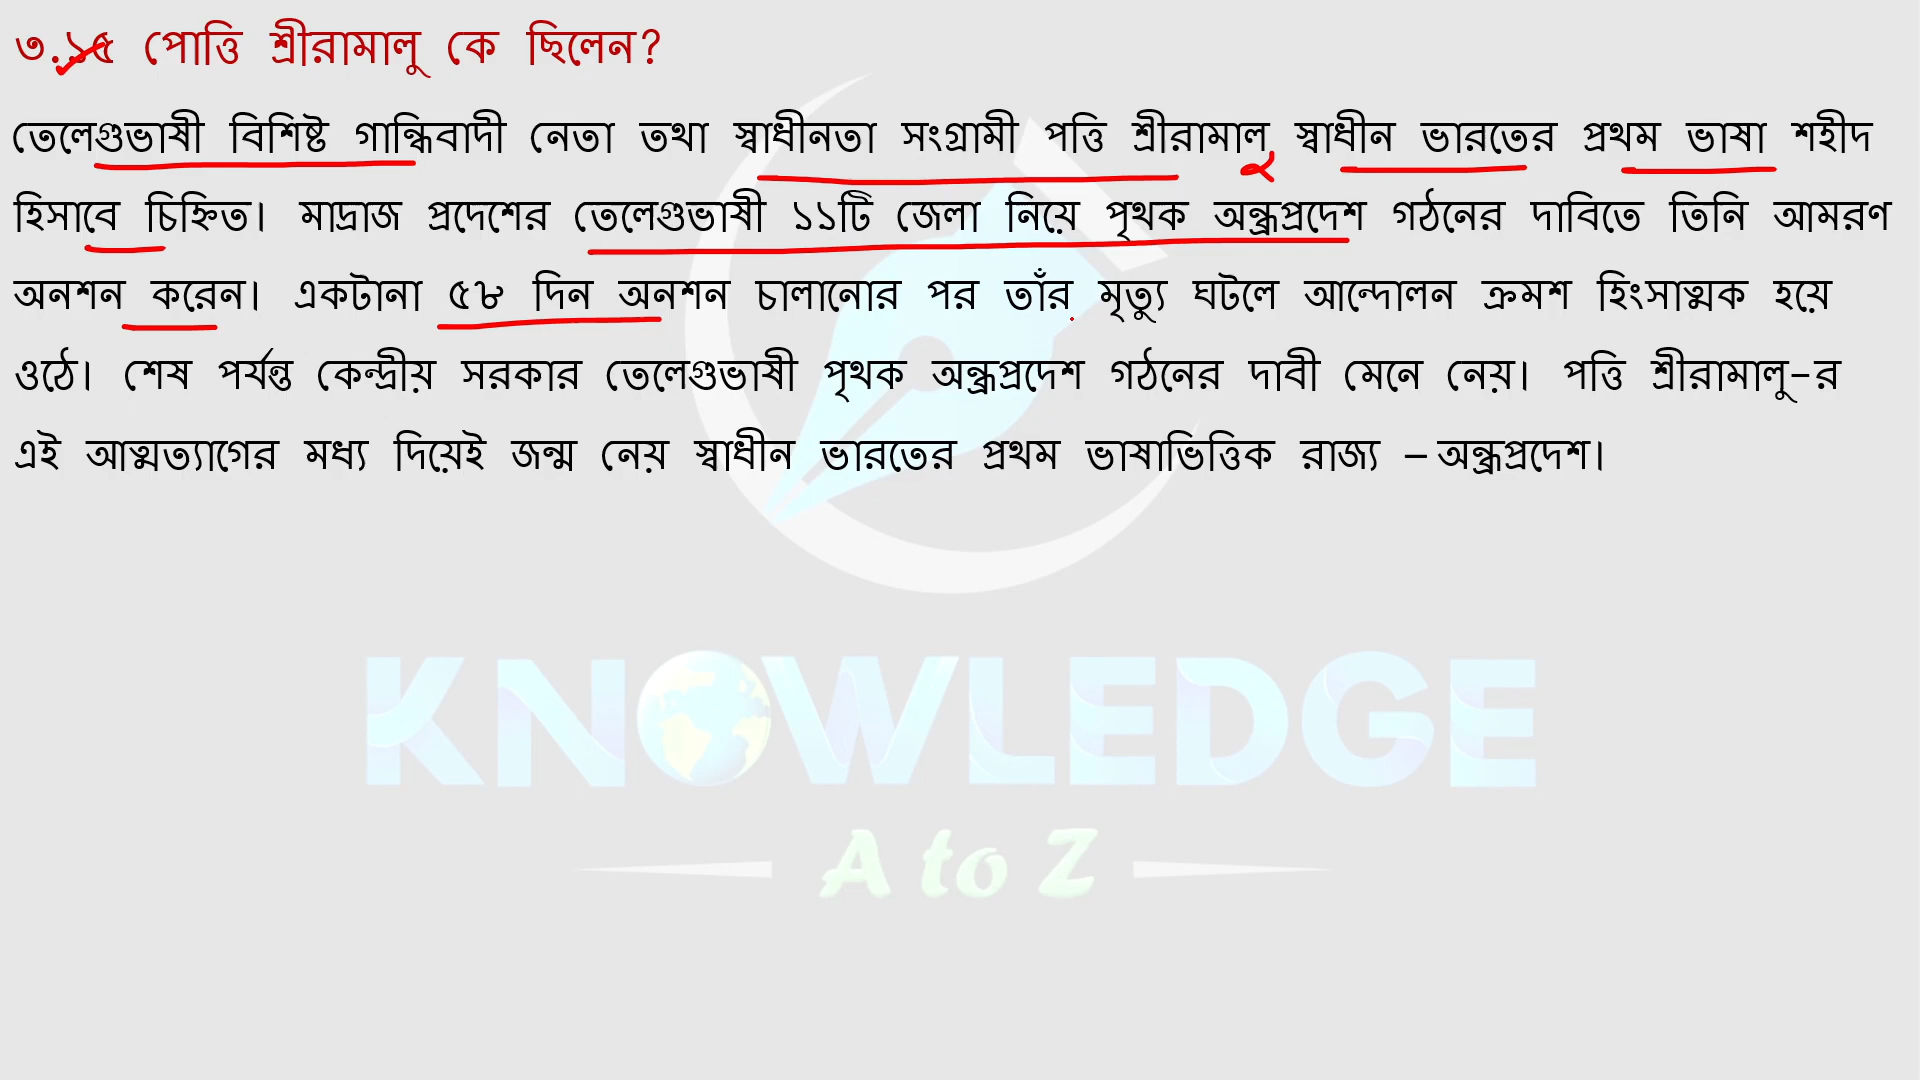 ৩.১৫ পোত্তি শ্রীরামালু কে ছিলেন?
তেলেগুভাষী বিশিষ্ট গান্ধিবাদী নেতা তথা স্বাধীনতা সংগ্রামী পত্তি শ্রীরামালু স্বাধীন ভারতের প্রথম ভাষা শহীদ
হিসাবে চিহ্নিত। মাদ্রাজ প্রদেশের তেলেগুভাষী ১১টি জেলা নিয়ে পৃথক অন্ধ্রপ্রদেশ গঠনের দাবিতে তিনি আমরণ
অনশন করেন। একটানা ৫৮ দিন অনশন চালানোর পর তাঁর মৃত্যু ঘটলে আন্দোলন ক্রমশ হিংসাত্মক হয়ে
ওঠে। শেষ পর্যন্ত কেন্দ্রীয় সরকার তেলেগুভাষী পৃথক অন্ধ্রপ্রদেশ গঠনের দাবী মেনে নেয়। পত্তি শ্রীরামালু-র
এই আত্মত্যাগের মধ্য দিয়েই জন্ম নেয় স্বাধীন ভারতের প্রথম ভাষাভিত্তিক রাজ্য – অন্ধ্রপ্রদেশ।
KNOWLEDGE
A to Z